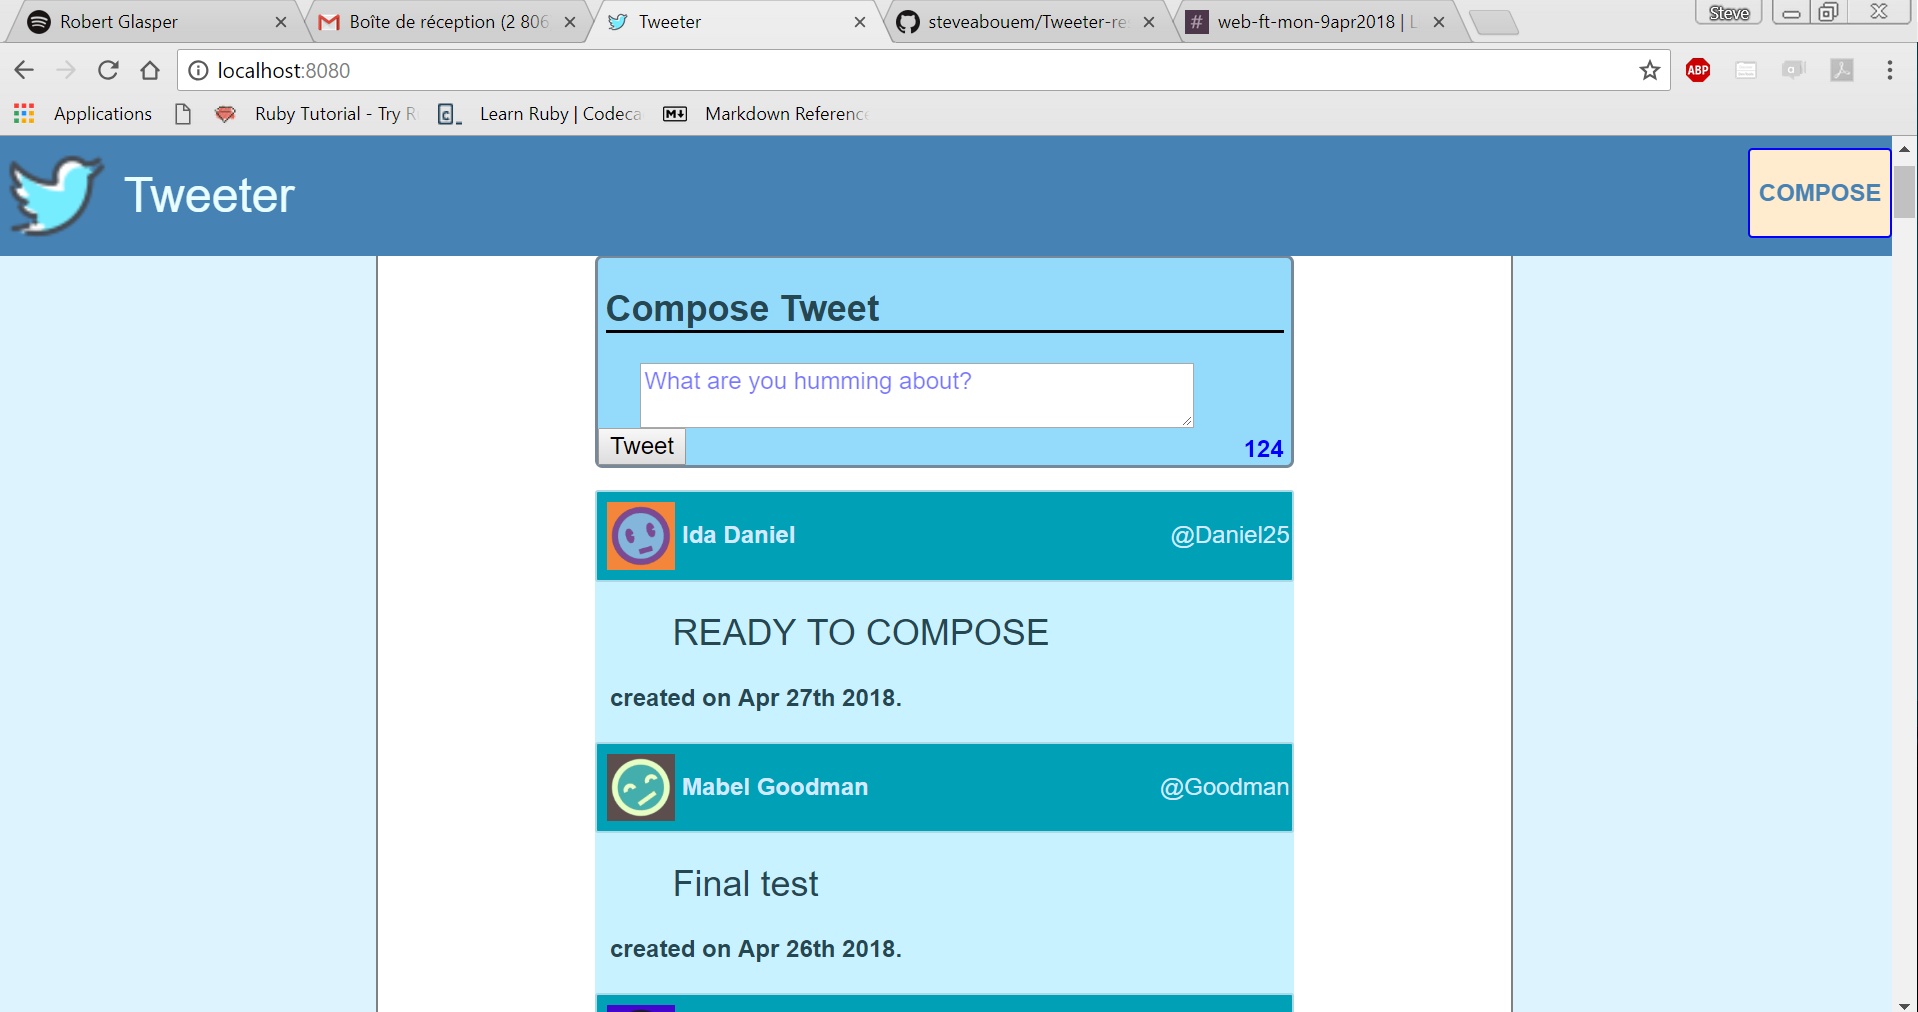 Robert Glasper
Boîte de réception (2 806
Tweeter
steveabouem/Tweeter-re
web-ft-mon-9apr2018 | L
Steve
localhost:8080
ABP
Applications
Ruby Tutorial - Try R
Learn Ruby | Codeca
Markdown Reference
Tweeter
COMPOSE
Compose Tweet
What are you humming about?
Tweet
124
Ida Daniel
@Daniel25
READY TO COMPOSE
created on Apr 27th 2018.
Mabel Goodman
@Goodman
Final test
created on Apr 26th 2018.